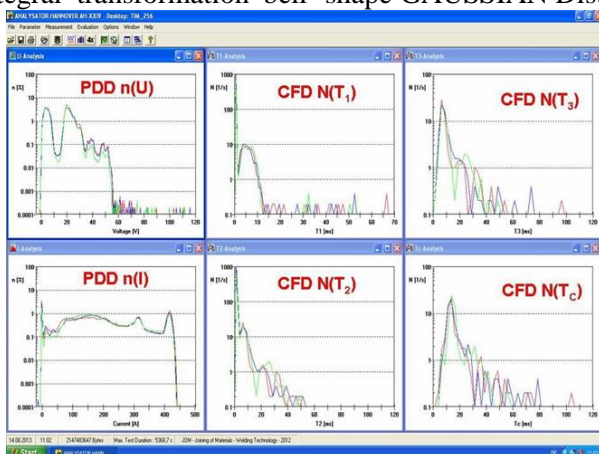 tegral transformation bell shape GAUSSIAN Dist
ANALYSATOR HANNOVER AH XXIV Desktop: TIM_256
File Parameter Measurement Evaluation Options Window Help
U-Analysis
n [%]
PDD n(U)
100
10
1
0.1
0.01
0.001
0.0001
0 20 40 60 80 100 120
Voltage [V]
T1-Analysis
N [1/s]
CFD N(T1)
1000
100
10
1
0.1
0 10 20 30 40 50 60 70
T1 [ms]
T3-Analysis
N [1/s]
CFD N(T3)
100
10
1
0.1
0 20 40 60 80 100 120
T3 [ms]
I-Analysis
n [%]
PDD n(I)
100
10
1
0.1
0.01
0.001
0.0001
0 100 200 300 400 500
Current [A]
T2-Analysis
N [1/s]
CFD N(T2)
1000
100
10
1
0.1
0 20 40 60 80 100 120
T2 [ms]
Tc-Analysis
N [1/s]
CFD N(TC)
100
10
1
0.1
0 20 40 60 80 100 120
Tc [ms]
14.08.2013 11:02 2147483647 Bytes Max. Test Duration: 5368,7 s JOM - Joining of Materials - Welding Technology - 2012
Start